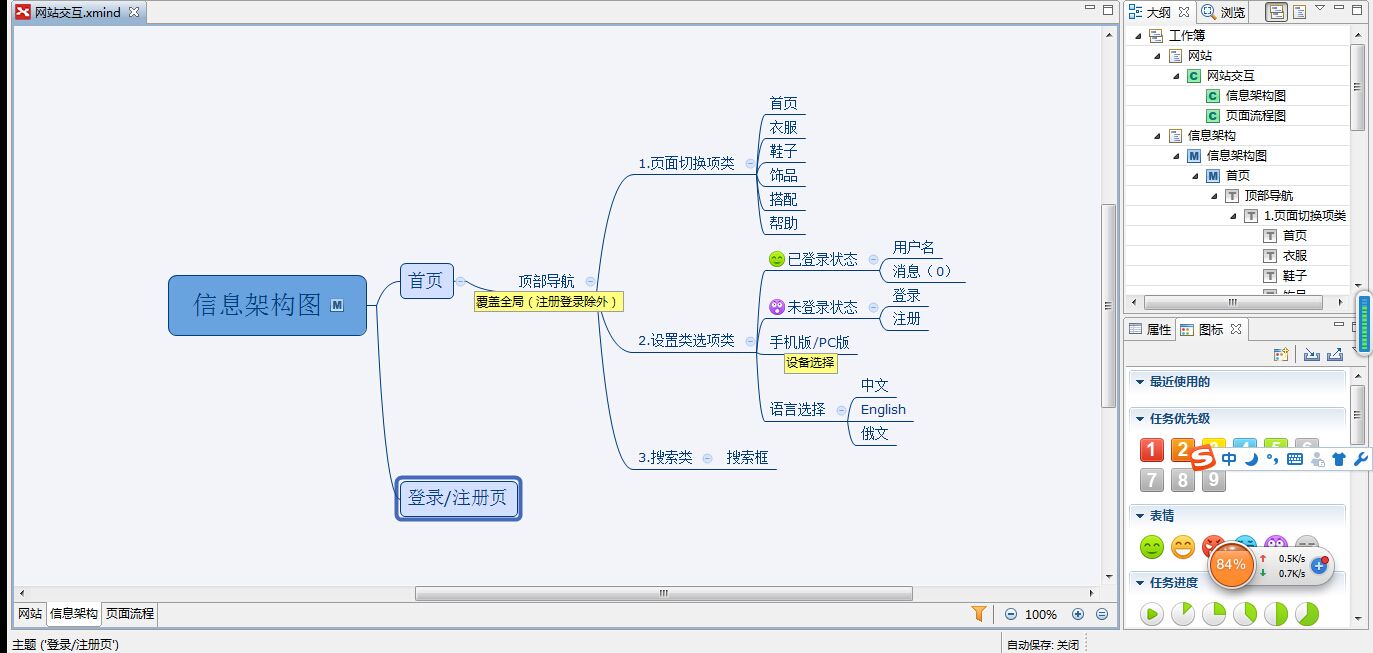 网站交互.xmind
大纲
浏览
首页
衣服
1.页面切换项类
鞋子
饰品
搭配
帮助
用户名
已登录状态
消息（0）
首页
顶部导航
覆盖全局（注册登录除外）
登录
未登录状态
注册
信息架构图
M
2.设置类选项类
手机版/PC版
设备选择
中文
语言选择
English
俄文
3.搜索类
搜索框
登录/注册页
网站
信息架构
页面流程
100%
主题 ('登录/注册页')
自动保存: 关闭
工作簿
网站
C 网站交互
C 信息架构图
C 页面流程图
信息架构
M 信息架构图
M 首页
T 顶部导航
T 1.页面切换项类
T 首页
T 衣服
T 鞋子
属性
图标
最近使用的
任务优先级
1 2
S 中
7 8 9
表情
84%
0.5K/s
0.7K/s
任务进度